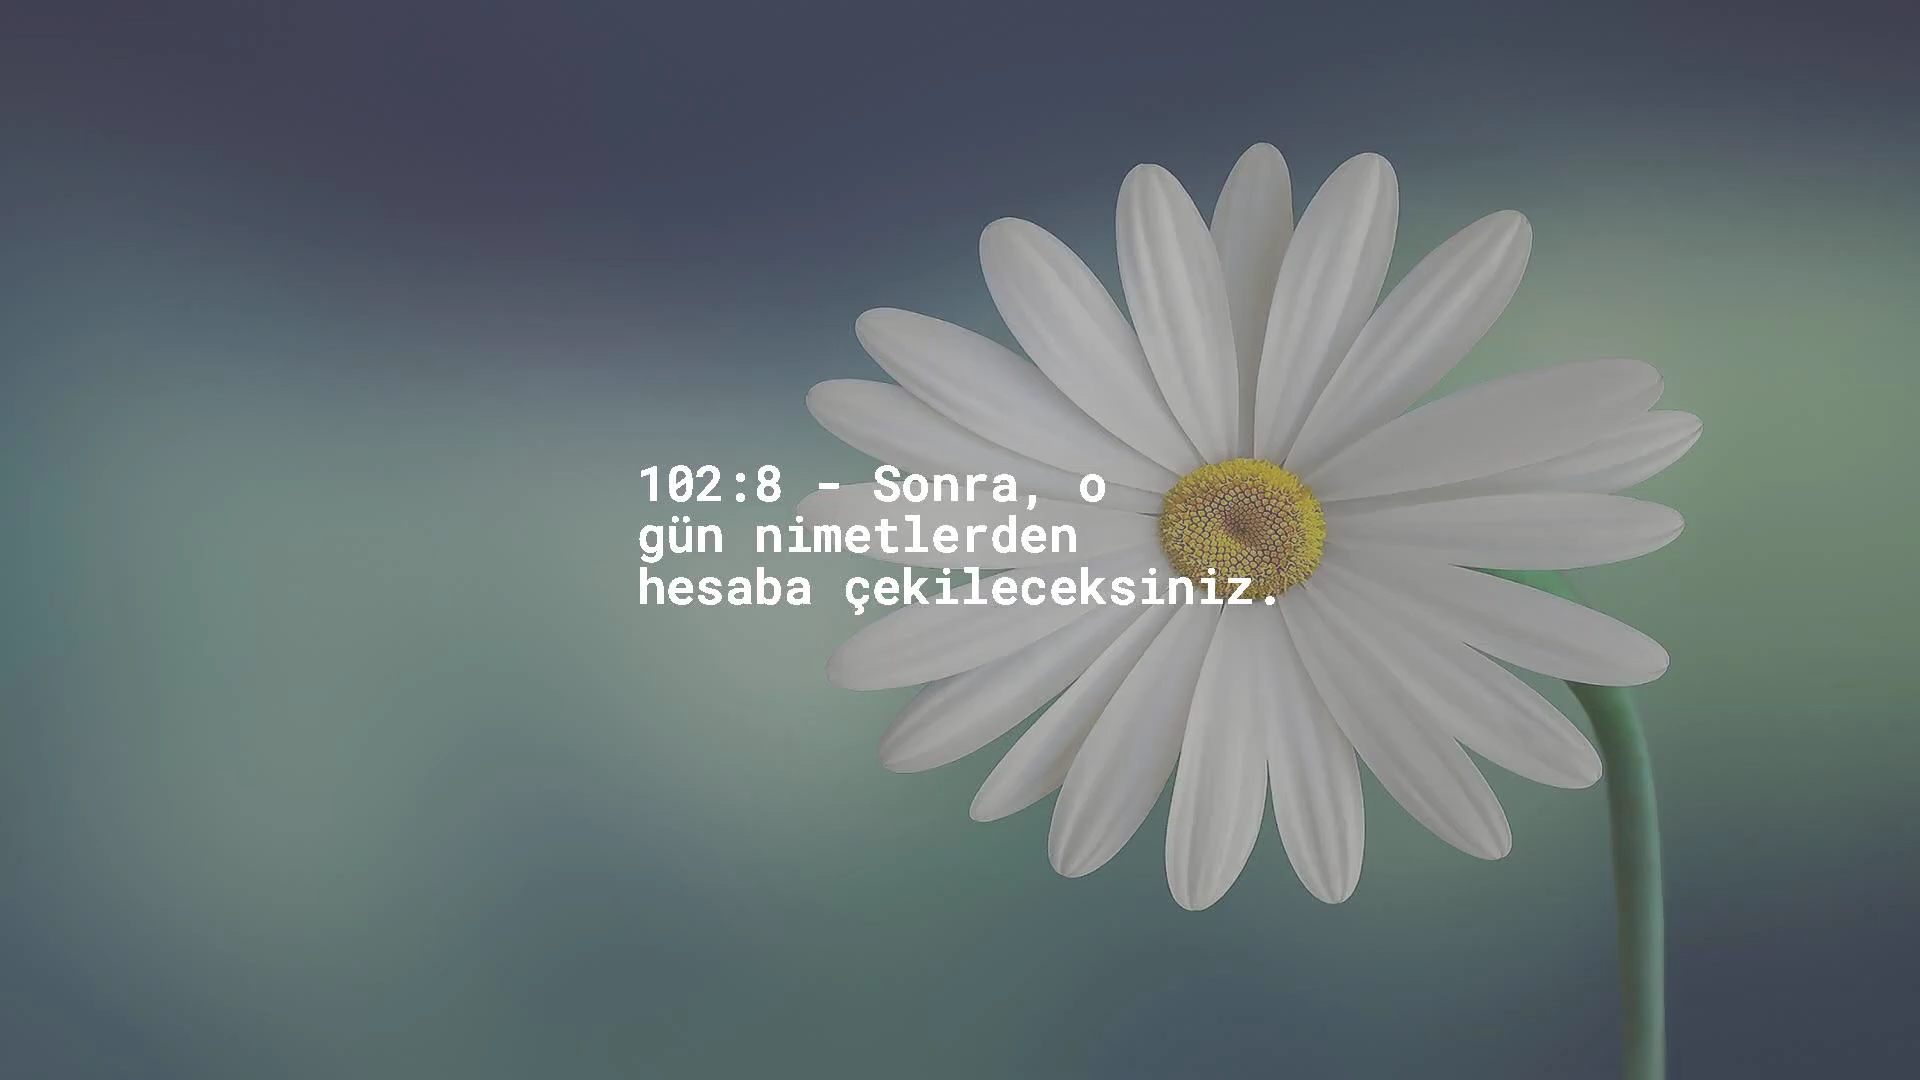 102:8 - Sonra, o
gün nimetlerden
hesaba çekileceksiniz.